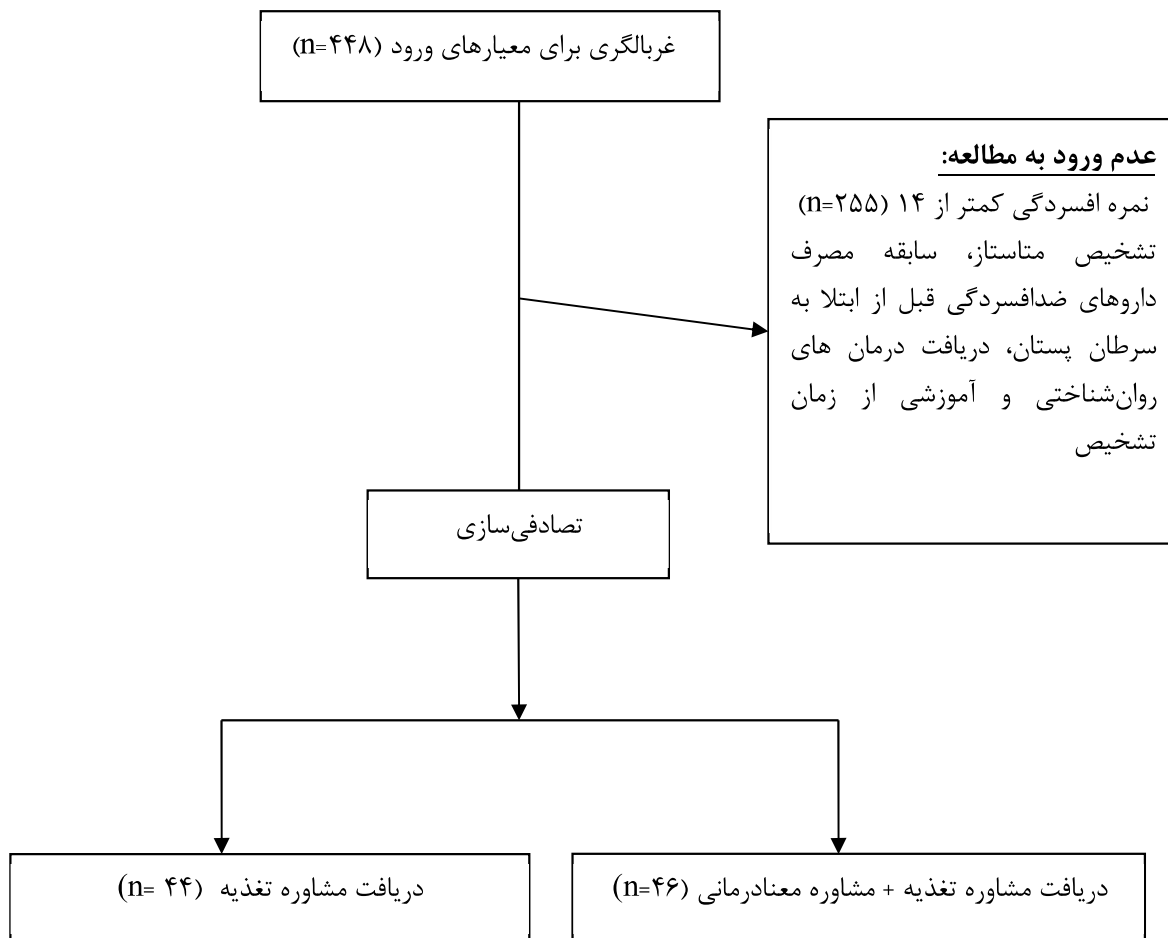 غربالگری برای معیارهای ورود (n=۴۴۸)
عدم ورود به مطالعه:
نمره افسردگی کمتر از ۱۴ (n=۲۵۵)
تشخیص متاستاز، سابقه مصرف
داروهای ضدافسردگی قبل از ابتلا به
سرطان پستان، دریافت درمان های
روان‌شناختی و آموزشی از زمان
تشخیص
تصادفی‌سازی
دریافت مشاوره تغذیه + مشاوره معنادرمانی (n=۴۶)
دریافت مشاوره تغذیه (n= ۴۴)